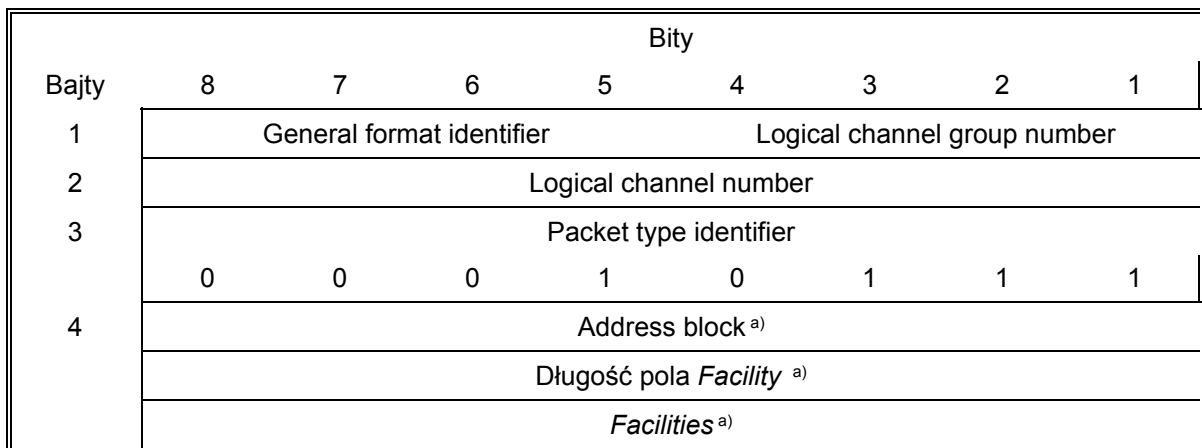 Bity
Bajty 8 7 6 5 4 3 2 1
1 General format identifier Logical channel group number
2 Logical channel number
3 Packet type identifier
0 0 0 1 0 1 1 1
4 Address block a)
Długość pola Facility a)
Facilities a)